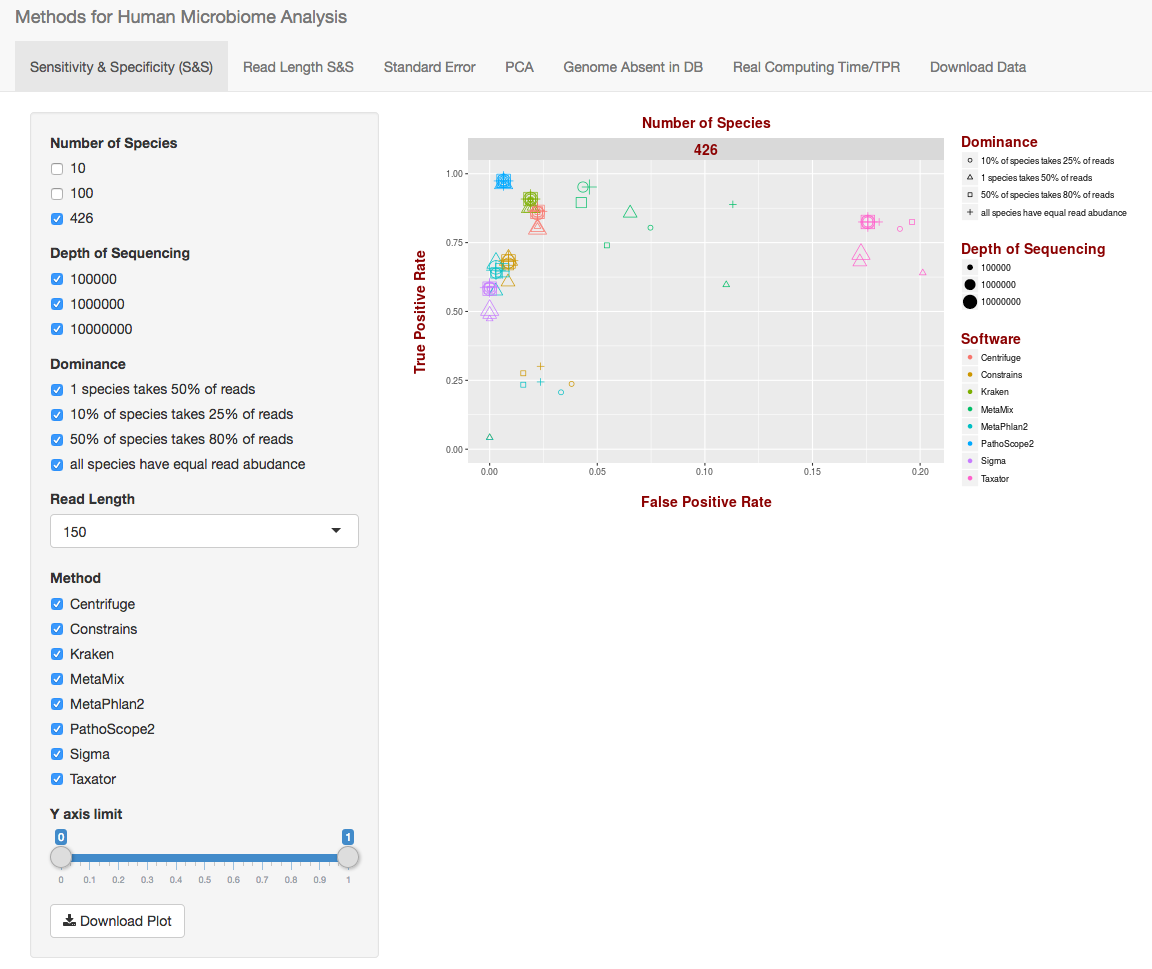 Methods for Human Microbiome Analysis
Sensitivity & Specificity (S&S) Read Length S&S Standard Error PCA Genome Absent in DB Real Computing Time/TPR Download Data
Number of Species
10
100
426
Depth of Sequencing
100000
1000000
10000000
Dominance
1 species takes 50% of reads
10% of species takes 25% of reads
50% of species takes 80% of reads
all species have equal read abudance
Read Length
150
Method
Centrifuge
Constrains
Kraken
MetaMix
MetaPhlan2
PathoScope2
Sigma
Taxator
Y axis limit
0 1
0 0.1 0.2 0.3 0.4 0.5 0.6 0.7 0.8 0.9 1
Download Plot
Number of Species
426
True Positive Rate
1.00
0.75
0.50
0.25
0.00
0.00 0.05 0.10 0.15 0.20
False Positive Rate
Dominance
10% of species takes 25% of reads
1 species takes 50% of reads
50% of species takes 80% of reads
all species have equal read abudance
Depth of Sequencing
100000
1000000
10000000
Software
Centrifuge
Constrains
Kraken
MetaMix
MetaPhlan2
PathoScope2
Sigma
Taxator